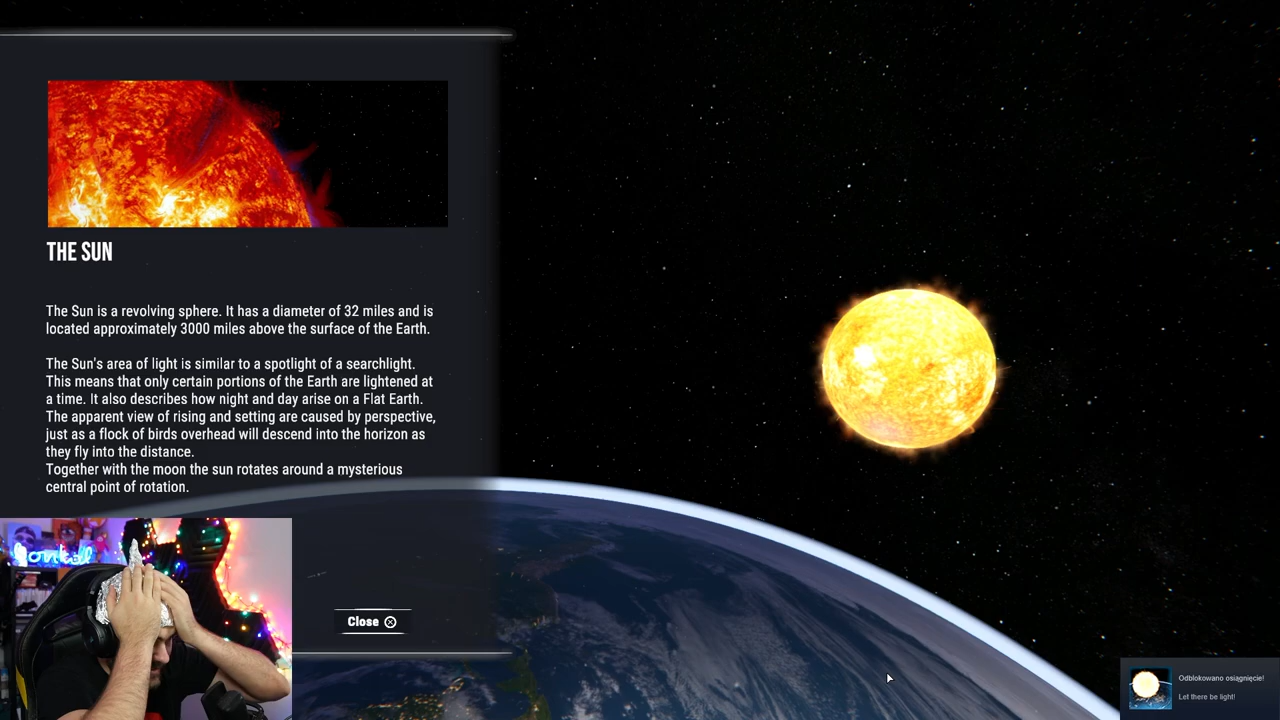 THE SUN
The Sun is a revolving sphere. It has a diameter of 32 miles and is
located approximately 3000 miles above the surface of the Earth.
The Sun's area of light is similar to a spotlight of a searchlight.
This means that only certain portions of the Earth are lightened at
a time. It also describes how night and day arise on a Flat Earth.
The apparent view of rising and setting are caused by perspective,
just as a flock of birds overhead will descend into the horizon as
they fly into the distance.
Together with the moon the sun rotates around a mysterious
central point of rotation.
Close
Odblokowano osiągnięcie!
Let there be light!